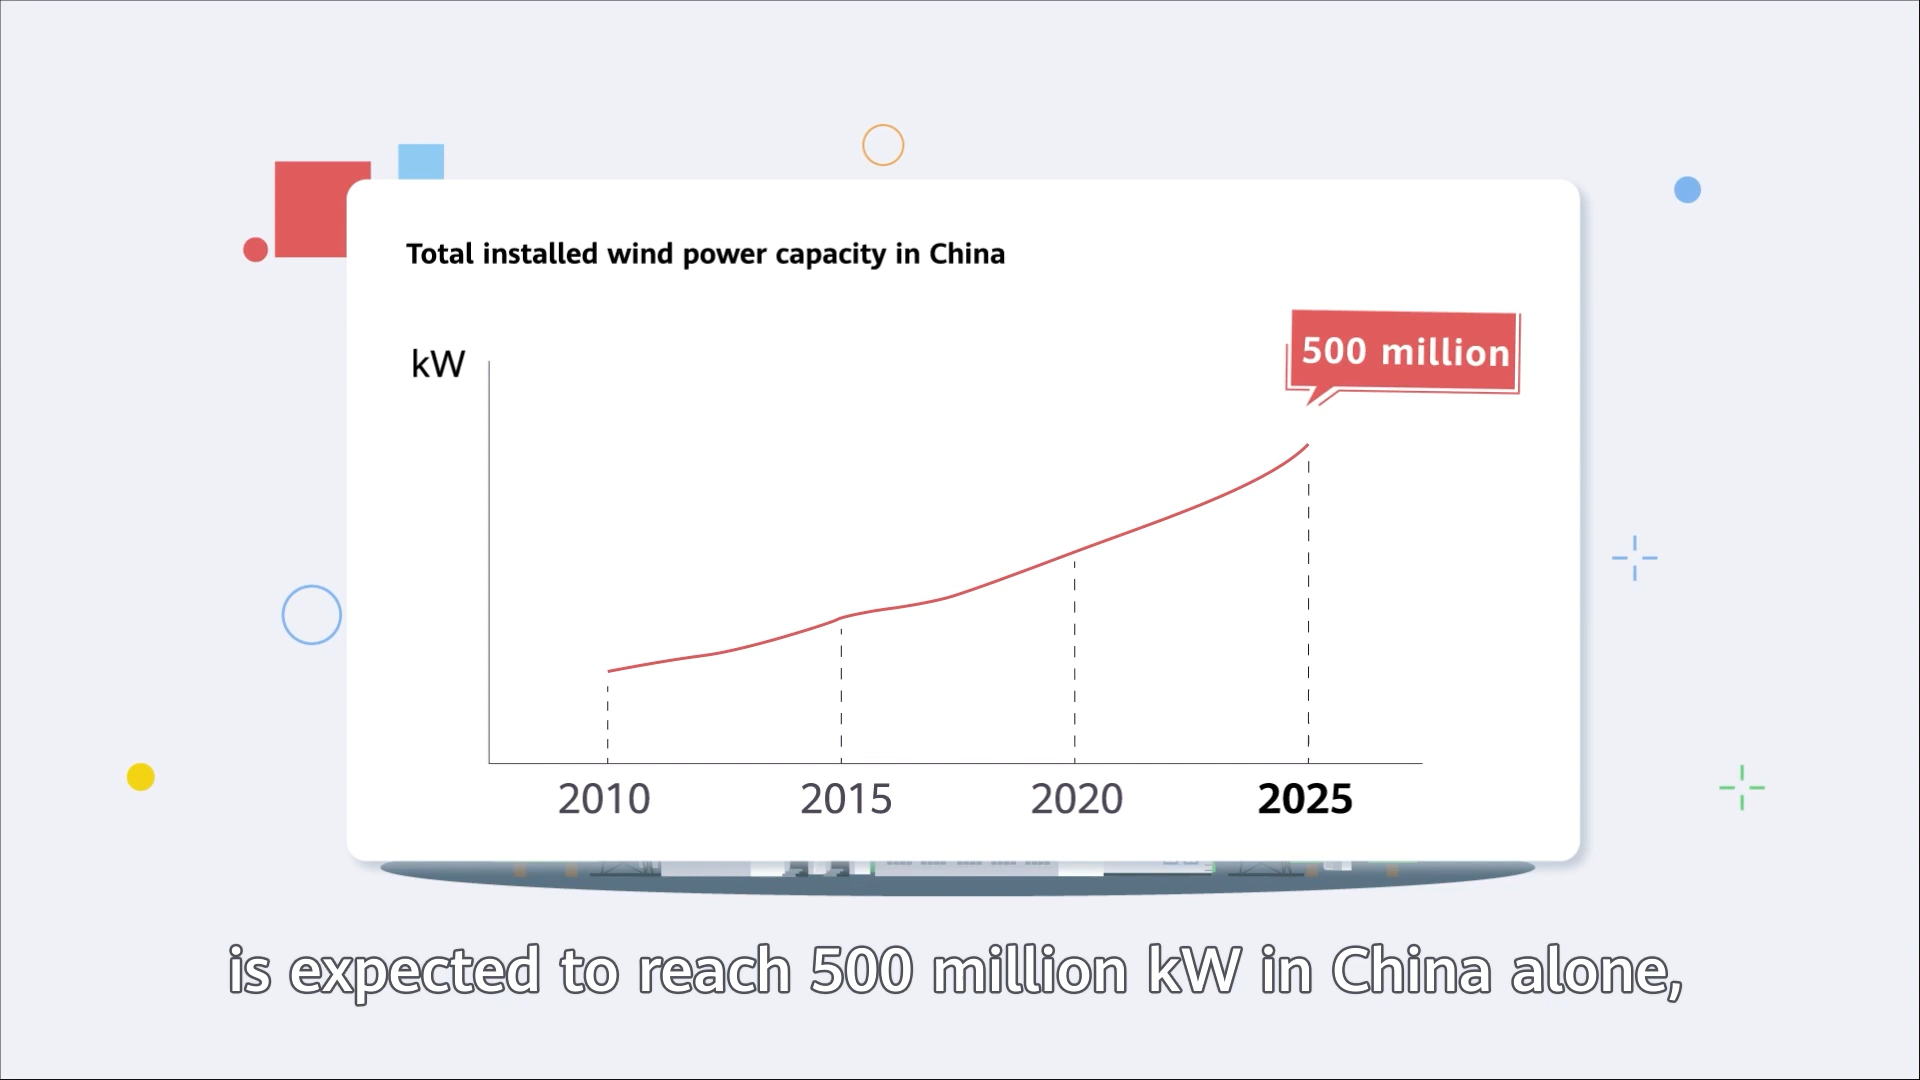 Total installed wind power capacity in China
500 million
kW
2010 2015 2020 2025
is expected to reach 500 million kW in China alone,